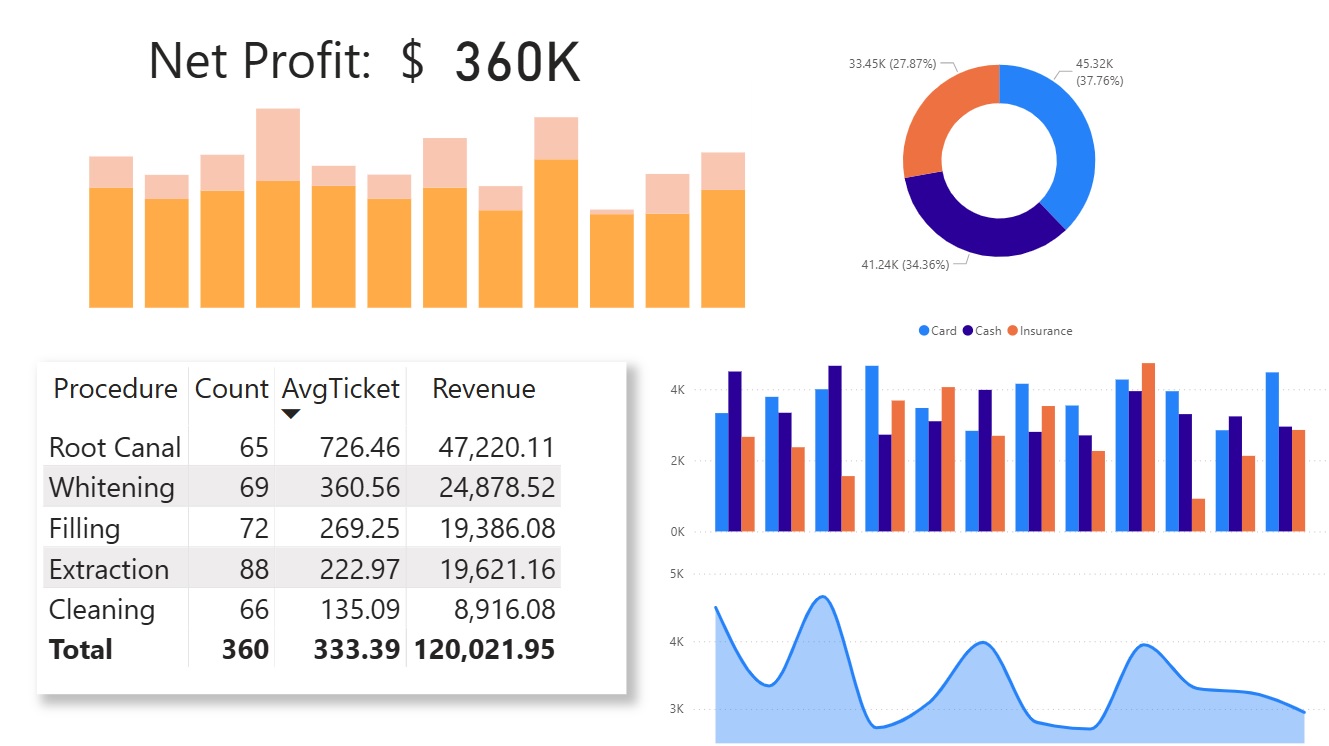 Net Profit: $ 360K
33.45K (27.87%)
45.32K
(37.76%)
41.24K (34.36%)
Card Cash Insurance
Procedure Count AvgTicket Revenue
Root Canal 65 726.46 47,220.11
Whitening 69 360.56 24,878.52
Filling 72 269.25 19,386.08
Extraction 88 222.97 19,621.16
Cleaning 66 135.09 8,916.08
Total 360 333.39 120,021.95
4K
2K
0K
5K
4K
3K